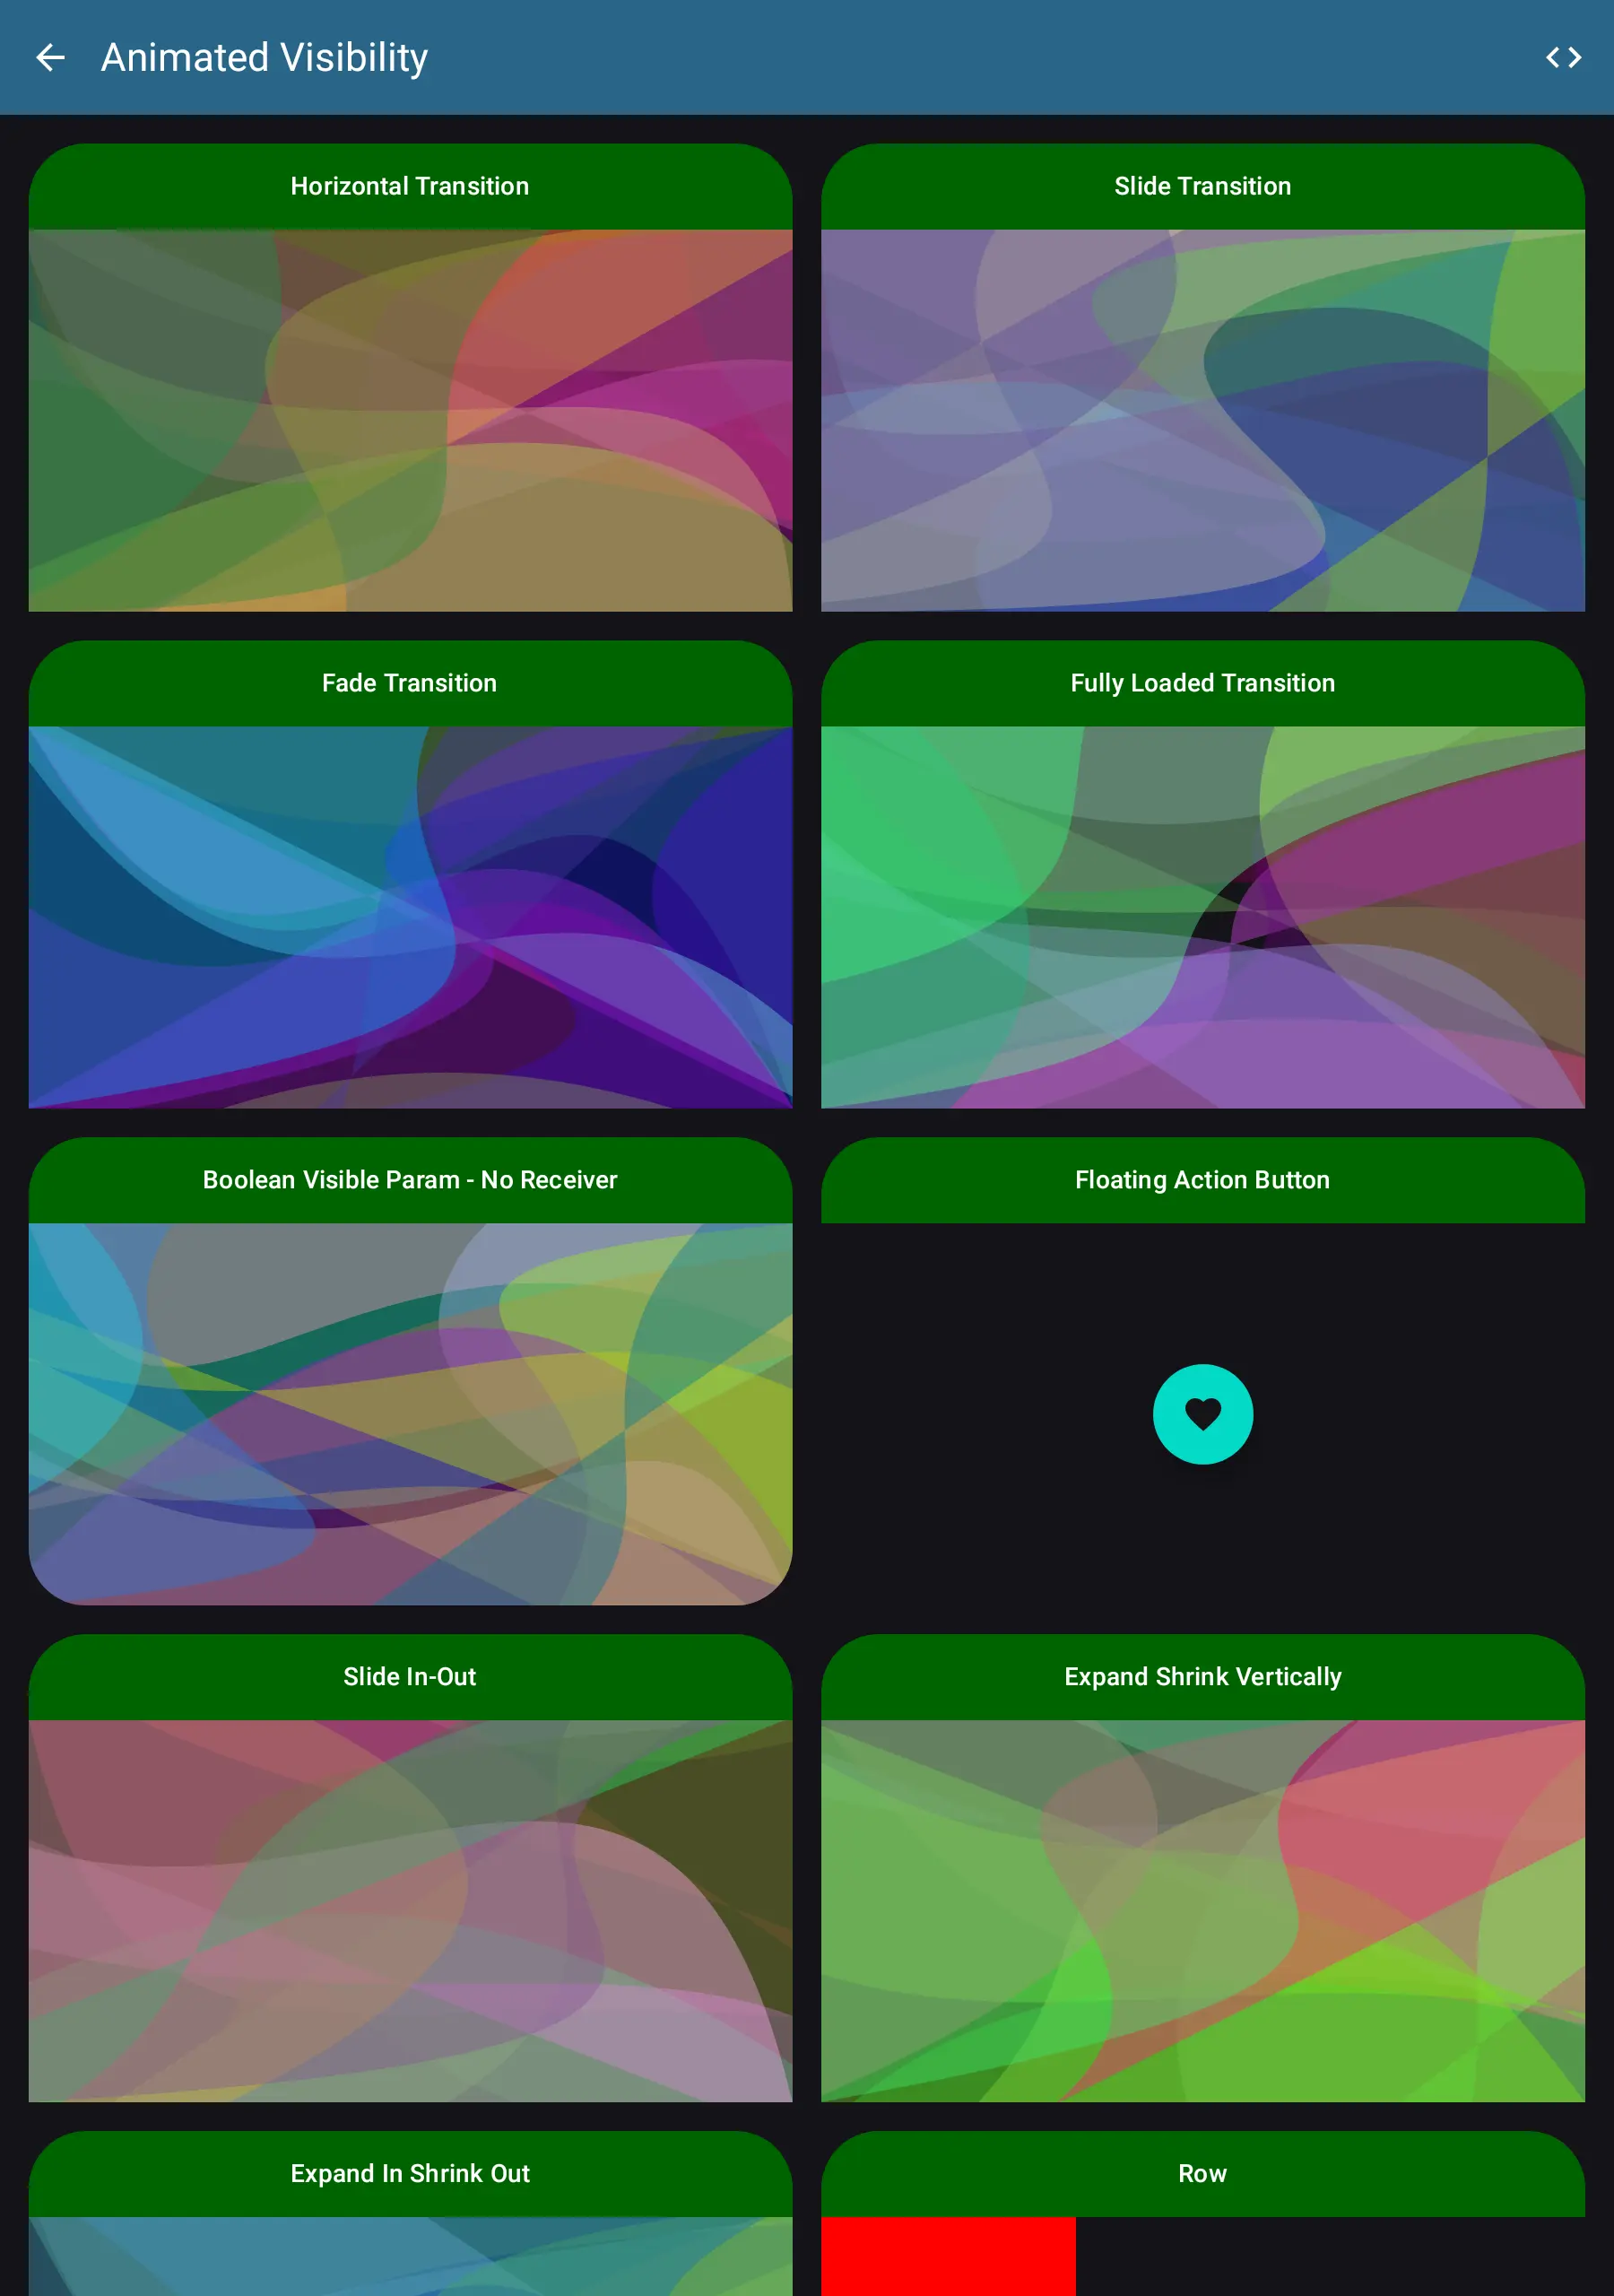 Animated Visibility
Horizontal Transition
Slide Transition
Fade Transition
Fully Loaded Transition
Boolean Visible Param - No Receiver
Floating Action Button
Slide In-Out
Expand Shrink Vertically
Expand In Shrink Out
Row